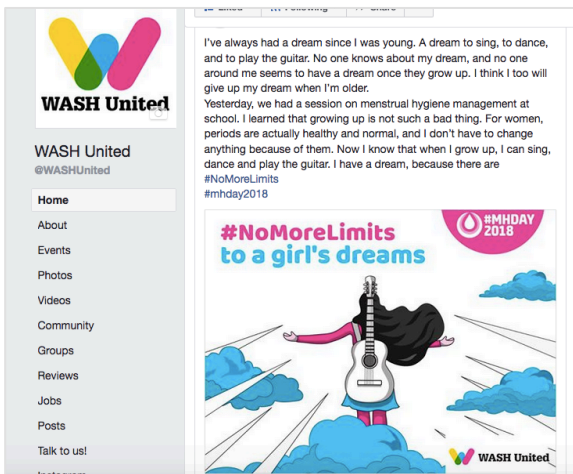 WASH United
WASH United
@WASHUnited
Home
About
Events
Photos
Videos
Community
Groups
Reviews
Jobs
Posts
Talk to us!
Instagram
Liked
Following
Share
I've always had a dream since I was young. A dream to sing, to dance,
and to play the guitar. No one knows about my dream, and no one
around me seems to have a dream once they grow up. I think I too will
give up my dream when I'm older.
Yesterday, we had a session on menstrual hygiene management at
school. I learned that growing up is not such a bad thing. For women,
periods are actually healthy and normal, and I don't have to change
anything because of them. Now I know that when I grow up, I can sing,
dance and play the guitar. I have a dream, because there are
#NoMoreLimits
#mhday2018
#NoMoreLimits
to a girl's dreams
#MHDAY
2018
WASH United